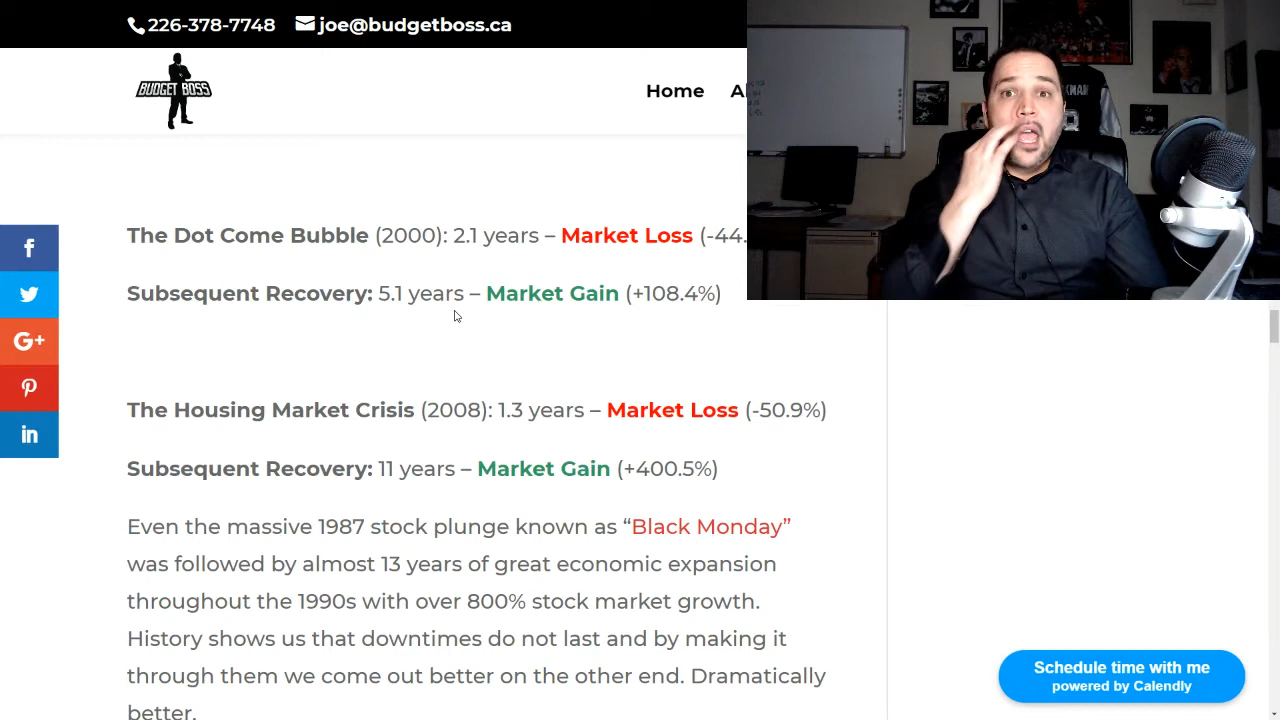 226-378-7748 joe@budgetboss.ca
BUDGET BOSS
Home A
The Dot Come Bubble (2000): 2.1 years – Market Loss (-44.
Subsequent Recovery: 5.1 years – Market Gain (+108.4%)
The Housing Market Crisis (2008): 1.3 years – Market Loss (-50.9%)
Subsequent Recovery: 11 years – Market Gain (+400.5%)
Even the massive 1987 stock plunge known as “Black Monday”
was followed by almost 13 years of great economic expansion
throughout the 1990s with over 800% stock market growth.
History shows us that downtimes do not last and by making it
through them we come out better on the other end. Dramatically
better.
Schedule time with me
powered by Calendly